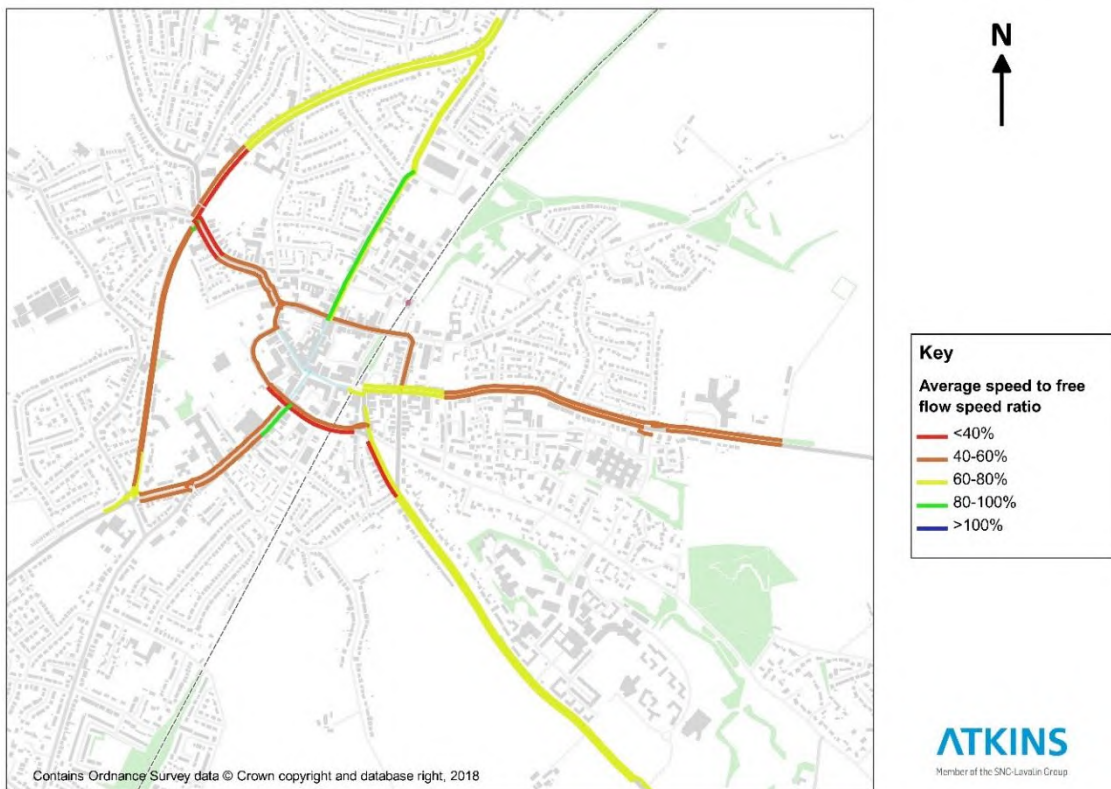 N
Key
Average speed to free
flow speed ratio
<40%
40-60%
60-80%
80-100%
>100%
Contains Ordnance Survey data © Crown copyright and database right, 2018
ATKINS
Member of the SNC-Lavalin Group